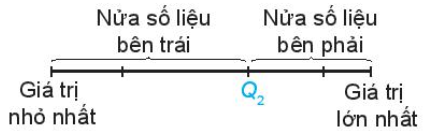 Nửa số liệu
bên trái
Nửa số liệu
bên phải
Giá trị
nhỏ nhất
Q₂
Giá trị
lớn nhất